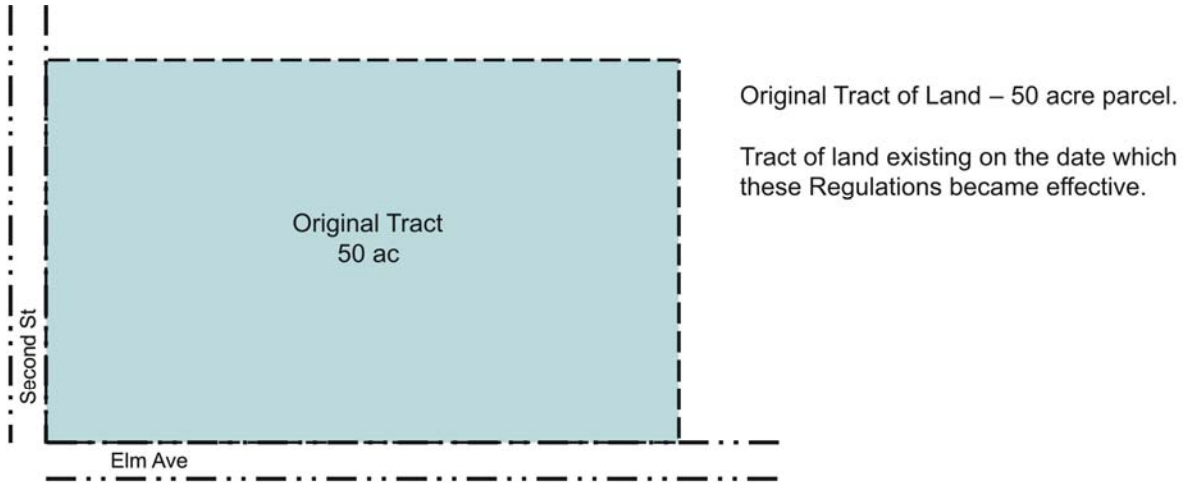 Original Tract of Land – 50 acre parcel.
Tract of land existing on the date which
these Regulations became effective.
Original Tract
50 ac
Second St
Elm Ave